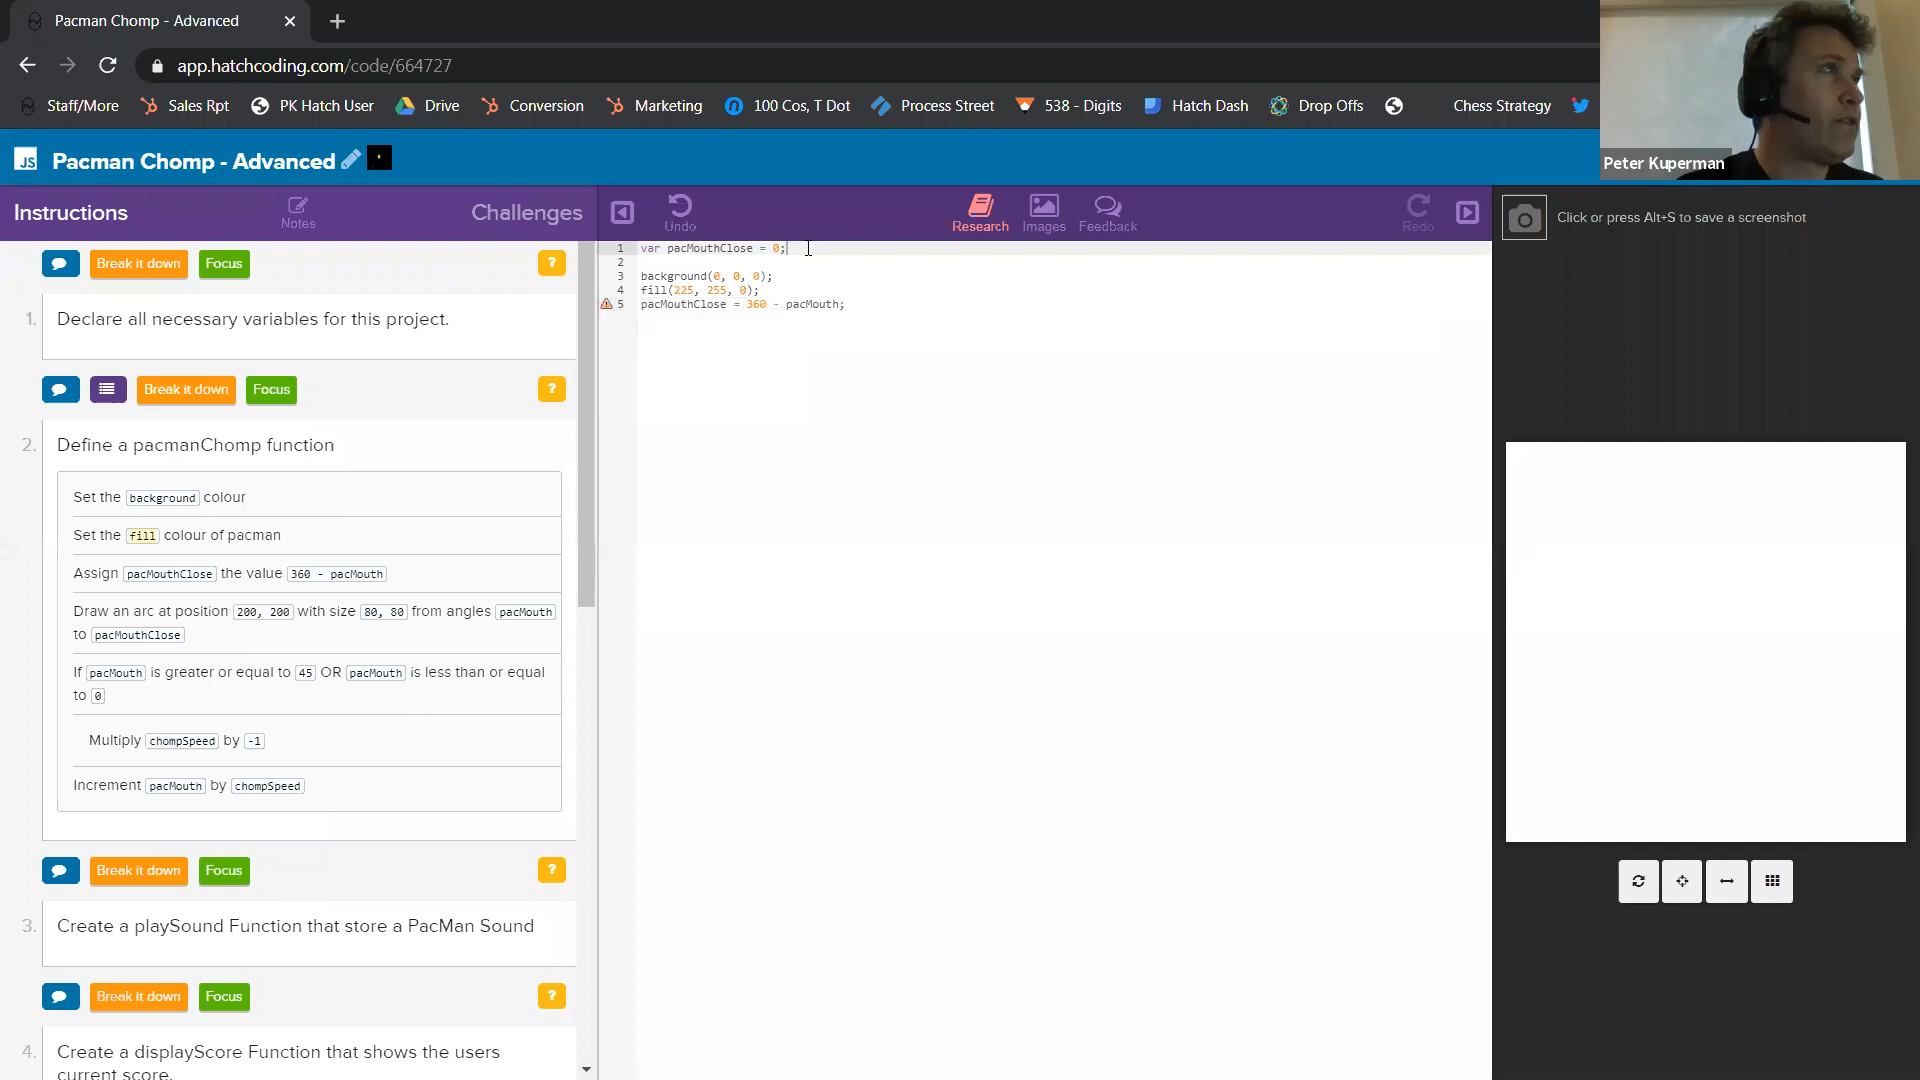 Pacman Chomp - Advanced
app.hatchcoding.com/code/664727
Staff/More Sales Rpt PK Hatch User Drive Conversion Marketing 100 Cos, T Dot Process Street 538 - Digits Hatch Dash Drop Offs Chess Strategy
JS Pacman Chomp - Advanced
Peter Kuperman
Instructions Notes Challenges Undo Research Images Feedback Redo
Click or press Alt+S to save a screenshot
Break it down Focus ?
1. Declare all necessary variables for this project.
Break it down Focus ?
2. Define a pacmanChomp function
Set the background colour
Set the fill colour of pacman
Assign pacMouthClose the value 360 - pacMouth
Draw an arc at position 200, 200 with size 80, 80 from angles pacMouth
to pacMouthClose
If pacMouth is greater or equal to 45 OR pacMouth is less than or equal
to 0
Multiply chompSpeed by -1
Increment pacMouth by chompSpeed
Break it down Focus ?
3. Create a playSound Function that store a PacMan Sound
Break it down Focus ?
4. Create a displayScore Function that shows the users
current score.
1 var pacMouthClose = 0;
2
3 background(0, 0, 0);
4 fill(225, 255, 0);
5 pacMouthClose = 360 - pacMouth;